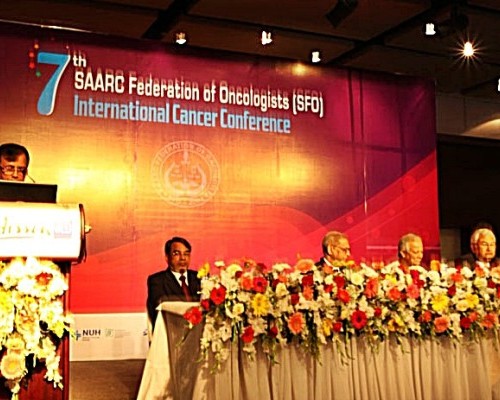 7th
SAARC Federation of Oncologists (SFO)
International Cancer Conference
NUH